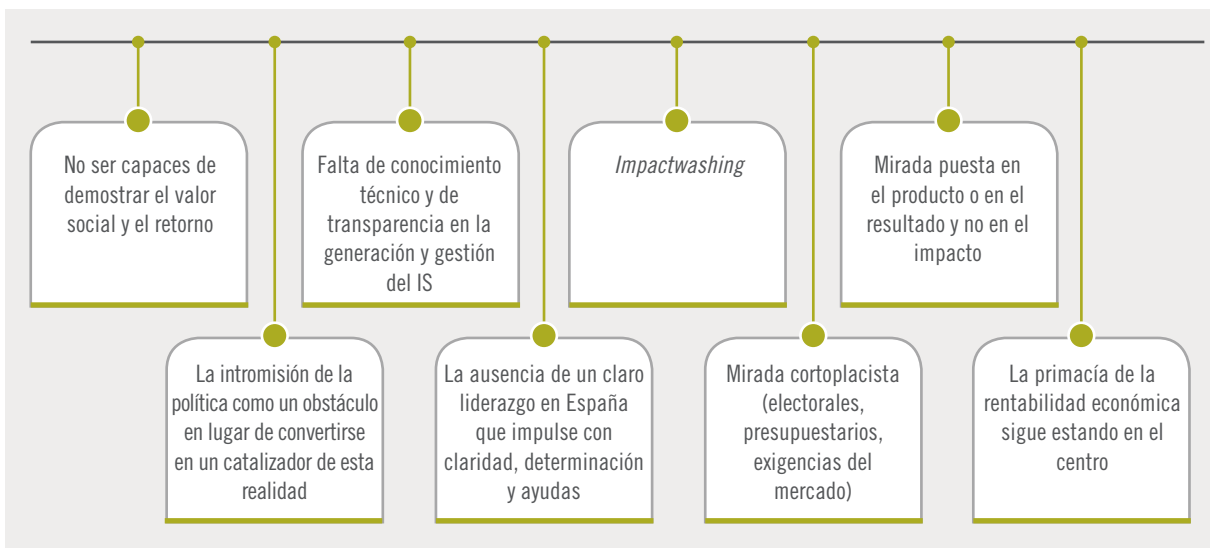 No ser capaces de
demostrar el valor
social y el retorno
La intromisión de la
política como un obstáculo
en lugar de convertirse
en un catalizador de esta
realidad
Falta de conocimiento
técnico y de
transparencia en la
generación y gestión
del IS
La ausencia de un claro
liderazgo en España
que impulse con
claridad, determinación
y ayudas
Impactwashing
Mirada cortoplacista
(electorales,
presupuestarios,
exigencias del
mercado)
Mirada puesta en
el producto o en el
resultado y no en el
impacto
La primacía de la
rentabilidad económica
sigue estando en el
centro